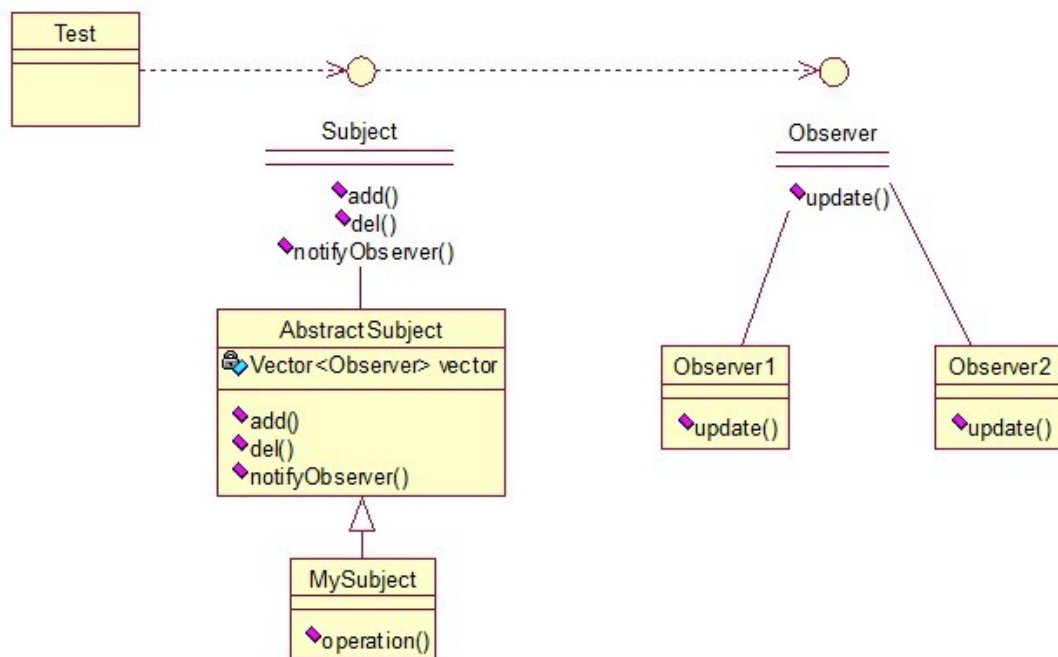 Test
Subject
add()
del()
notifyObserver()
Observer
update()
AbstractSubject
Vector<Observer> vector
add()
del()
notifyObserver()
MySubject
operation()
Observer1
update()
Observer2
update()